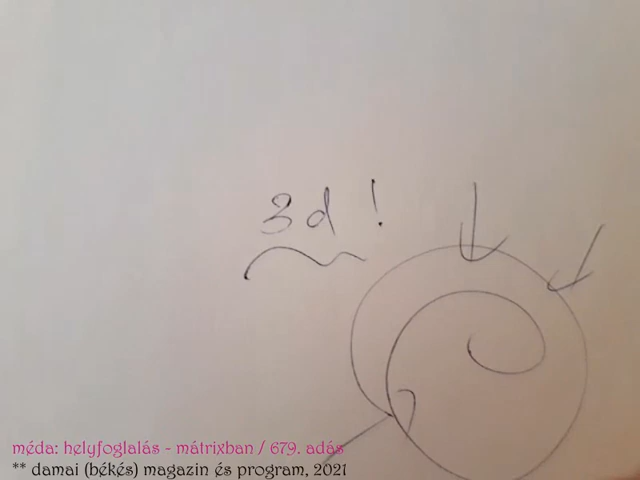 3d!
méda: helyfoglalás - mátrixban / 679. adás
** damai (békés) magazin és program, 2021